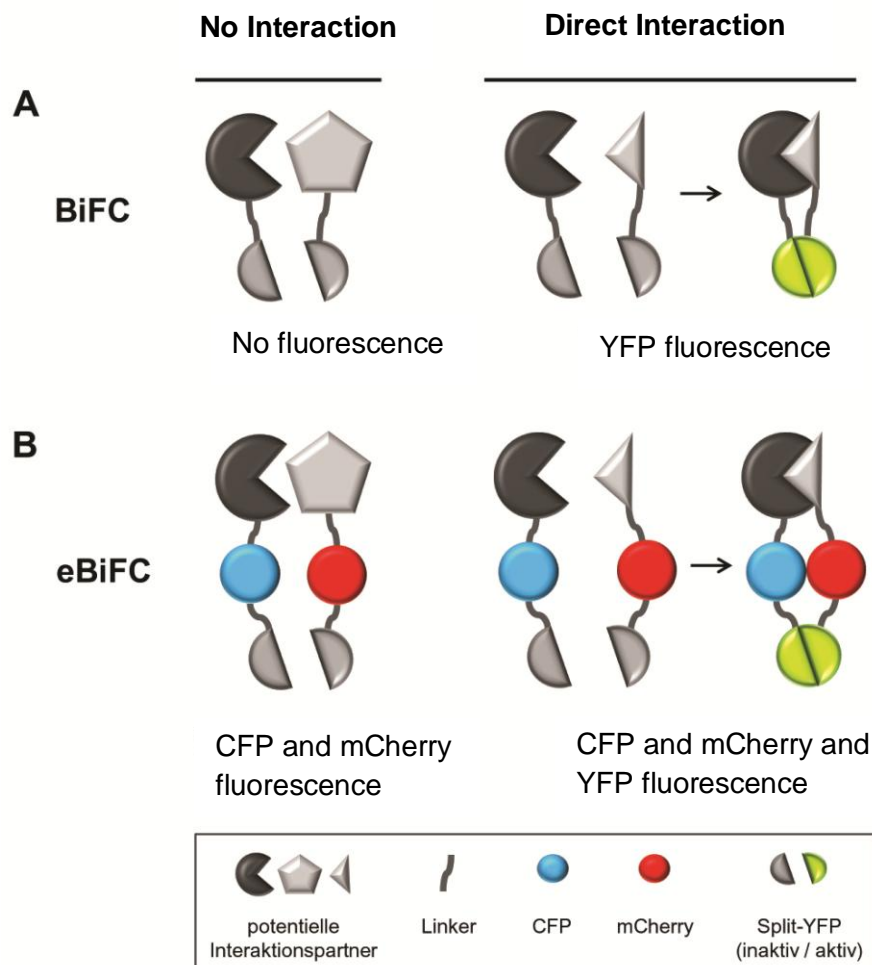 No Interaction
Direct Interaction
A
BiFC
No fluorescence
YFP fluorescence
B
eBiFC
CFP and mCherry
fluorescence
CFP and mCherry and
YFP fluorescence
potentielle
Interaktionspartner
Linker
CFP
mCherry
Split-YFP
(inaktiv / aktiv)